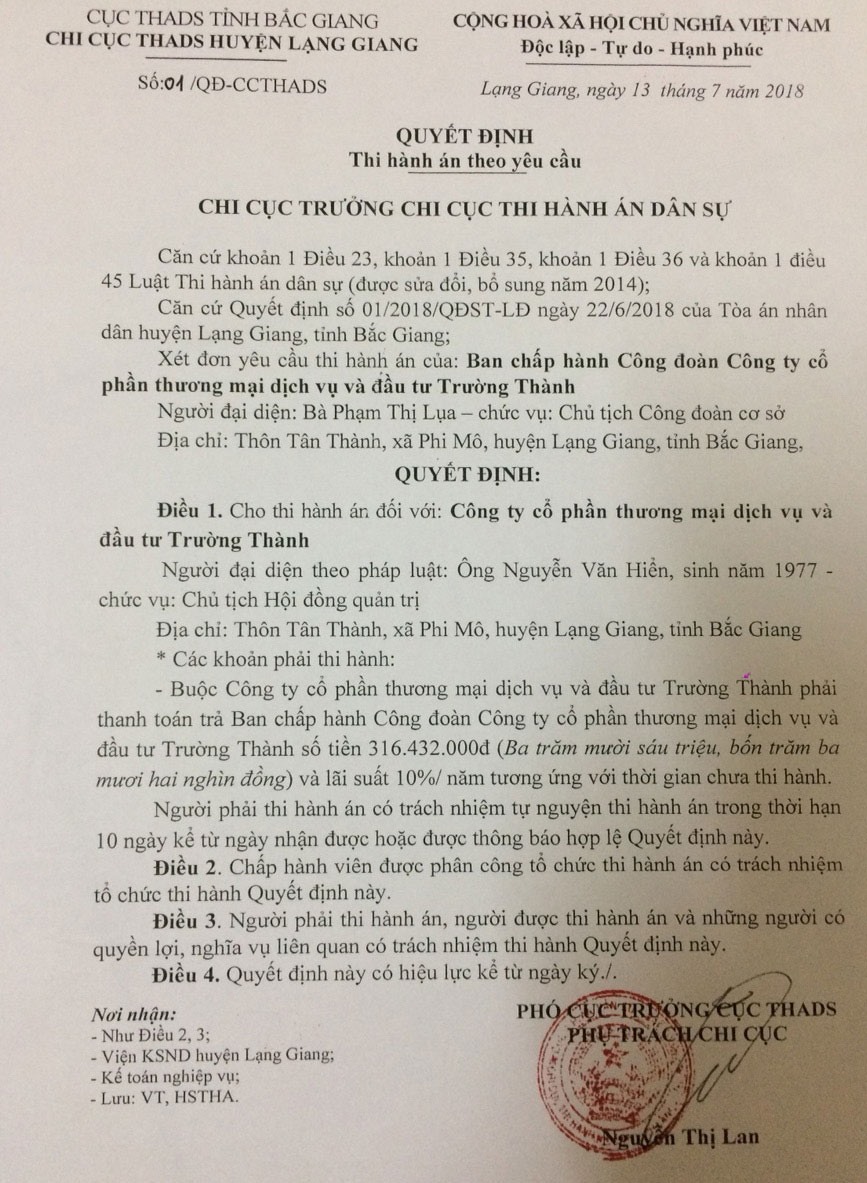 CỤC THADS TỈNH BẮC GIANG
CHI CỤC THADS HUYỆN LẠNG GIANG
Số:01/QĐ-CCTHADS
CỘNG HOÀ XÃ HỘI CHỦ NGHĨA VIỆT NAM
Độc lập - Tự do - Hạnh phúc
Lạng Giang, ngày 13 tháng 7 năm 2018
QUYẾT ĐỊNH
Thi hành án theo yêu cầu
CHI CỤC TRƯỞNG CHI CỤC THI HÀNH ÁN DÂN SỰ
Căn cứ khoản 1 Điều 23, khoản 1 Điều 35, khoản 1 Điều 36 và khoản 1 điều
45 Luật Thi hành án dân sự (được sửa đổi, bổ sung năm 2014);
Căn cứ Quyết định số 01/2018/QĐST-LĐ ngày 22/6/2018 của Tòa án nhân
dân huyện Lạng Giang, tỉnh Bắc Giang;
Xét đơn yêu cầu thi hành án của: Ban chấp hành Công đoàn Công ty cổ
phần thương mại dịch vụ và đầu tư Trường Thành
Người đại diện: Bà Phạm Thị Lụa – chức vụ: Chủ tịch Công đoàn cơ sở
Địa chỉ: Thôn Tân Thành, xã Phi Mô, huyện Lạng Giang, tỉnh Bắc Giang,
QUYẾT ĐỊNH:
Điều 1. Cho thi hành án đối với: Công ty cổ phần thương mại dịch vụ và
đầu tư Trường Thành
Người đại diện theo pháp luật: Ông Nguyễn Văn Hiển, sinh năm 1977 -
chức vụ: Chủ tịch Hội đồng quản trị
Địa chỉ: Thôn Tân Thành, xã Phi Mô, huyện Lạng Giang, tỉnh Bắc Giang
* Các khoản phải thi hành:
- Buộc Công ty cổ phần thương mại dịch vụ và đầu tư Trường Thành phải
thanh toán trả Ban chấp hành Công đoàn Công ty cổ phần thương mại dịch vụ và
đầu tư Trường Thành số tiền 316.432.000đ (Ba trăm mười sáu triệu, bốn trăm ba
mươi hai nghìn đồng) và lãi suất 10%/ năm tương ứng với thời gian chưa thi hành.
Người phải thi hành án có trách nhiệm tự nguyện thi hành án trong thời hạn
10 ngày kể từ ngày nhận được hoặc được thông báo hợp lệ Quyết định này.
Điều 2. Chấp hành viên được phân công tổ chức thi hành án có trách nhiệm
tổ chức thi hành Quyết định này.
Điều 3. Người phải thi hành án, người được thi hành án và những người có
quyền lợi, nghĩa vụ liên quan có trách nhiệm thi hành Quyết định này.
Điều 4. Quyết định này có hiệu lực kể từ ngày ký./.
Nơi nhận:
- Như Điều 2, 3;
- Viện KSND huyện Lạng Giang;
- Kế toán nghiệp vụ;
- Lưu: VT, HSTHA.
PHÓ CỤC TRƯỞNG CỤC THADS
PHỤ TRÁCH CHI CỤC
Nguyễn Thị Lan